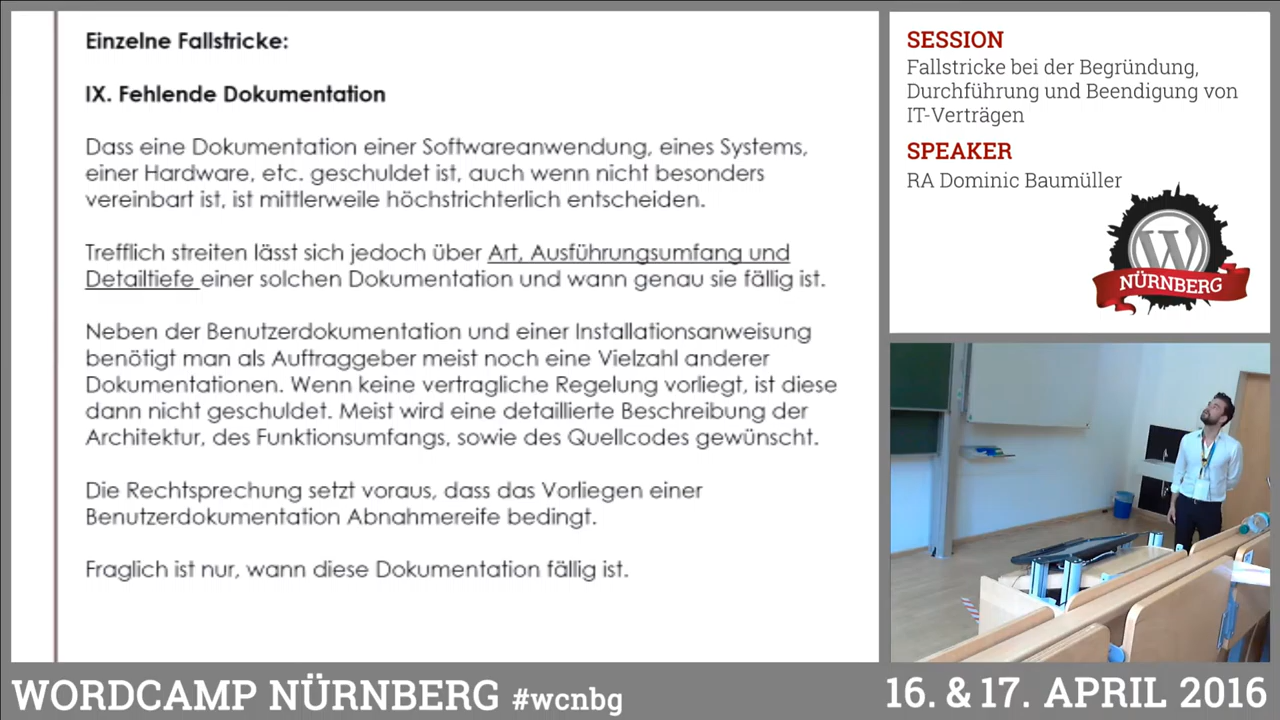 Einzelne Fallstricke:
IX. Fehlende Dokumentation
Dass eine Dokumentation einer Softwareanwendung, eines Systems,
einer Hardware, etc. geschuldet ist, auch wenn nicht besonders
vereinbart ist, ist mittlerweile höchstrichterlich entscheiden.
Trefflich streiten lässt sich jedoch über Art, Ausführungsumfang und
Detailtiefe einer solchen Dokumentation und wann genau sie fällig ist.
Neben der Benutzerdokumentation und einer Installationsanweisung
benötigt man als Auftraggeber meist noch eine Vielzahl anderer
Dokumentationen. Wenn keine vertragliche Regelung vorliegt, ist diese
dann nicht geschuldet. Meist wird eine detaillierte Beschreibung der
Architektur, des Funktionsumfangs, sowie des Quellcodes gewünscht.
Die Rechtsprechung setzt voraus, dass das Vorliegen einer
Benutzerdokumentation Abnahmereife bedingt.
Fraglich ist nur, wann diese Dokumentation fällig ist.
SESSION
Fallstricke bei der Begründung,
Durchführung und Beendigung von
IT-Verträgen
SPEAKER
RA Dominic Baumüller
W
NÜRNBERG
WORDCAMP NÜRNBERG #wcnbg
16. & 17. APRIL 2016